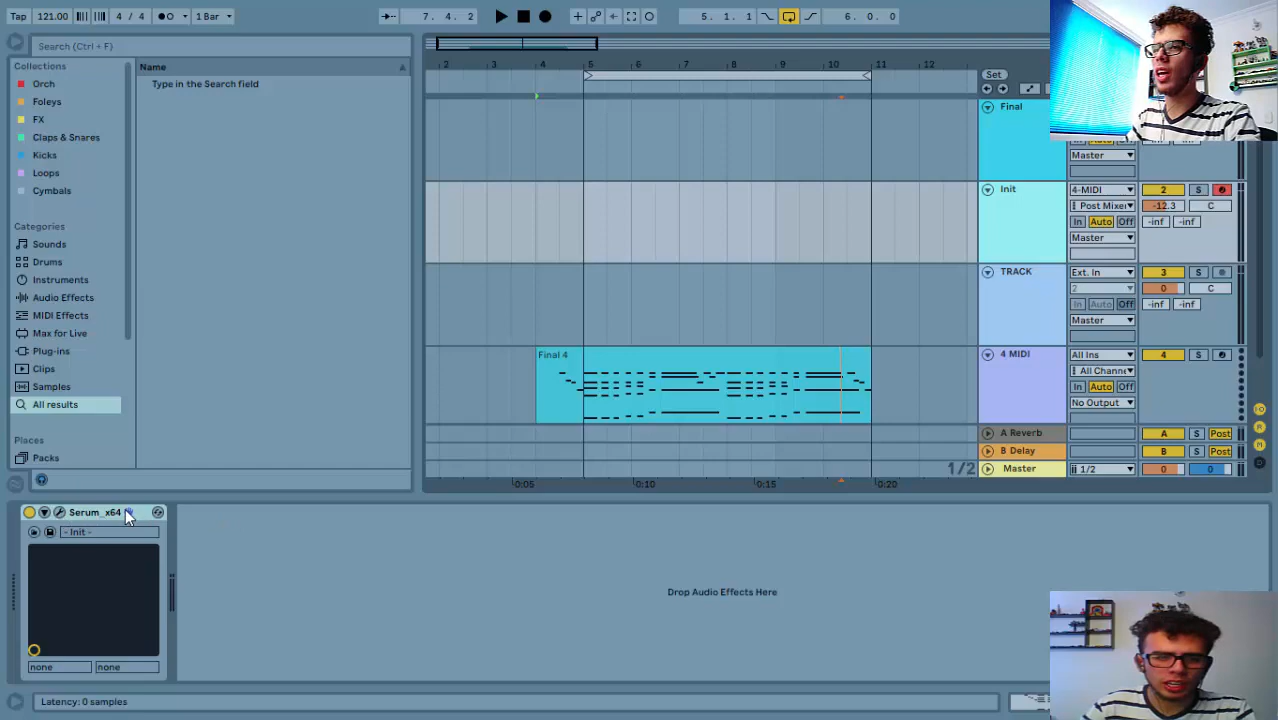 Tap 121.00 4 / 4 1 Bar 7. 4. 2 5. 1. 1 6. 0. 0
Search (Ctrl + F)
Collections
Orch
Foleys
FX
Claps & Snares
Kicks
Loops
Cymbals
Categories
Sounds
Drums
Instruments
Audio Effects
MIDI Effects
Max for Live
Plug-ins
Clips
Samples
All results
Places
Packs
Name
Type in the Search field
2 3 4 5 6 7 8 9 10 11 12
Set
Final
Master
Init 4-MIDI 2 S
Post Mixe -12.3 C
In Auto Off -inf -inf
Master
TRACK Ext. In 3 S
2 0 C
In Auto Off -inf -inf
Master
Final 4
4 MIDI All Ins 4 S
All Channe
In Auto Off
No Output
A Reverb A S Post
B Delay B S Post
1/2 Master 1/2 0 0
0:05 0:10 0:15 0:20
Serum_x64
- Init -
none none
Drop Audio Effects Here
Latency: 0 samples